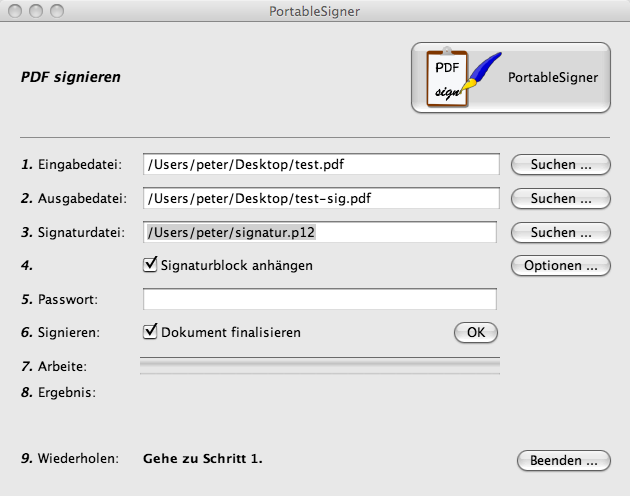 PortableSigner
PDF signieren
PDF
sign
PortableSigner
1. Eingabedatei: /Users/peter/Desktop/test.pdf Suchen ...
2. Ausgabedatei: /Users/peter/Desktop/test-sig.pdf Suchen ...
3. Signaturdatei: /Users/peter/signatur.p12 Suchen ...
4. Signaturblock anhängen Optionen ...
5. Passwort:
6. Signieren: Dokument finalisieren OK
7. Arbeite:
8. Ergebnis:
9. Wiederholen: Gehe zu Schritt 1. Beenden ...